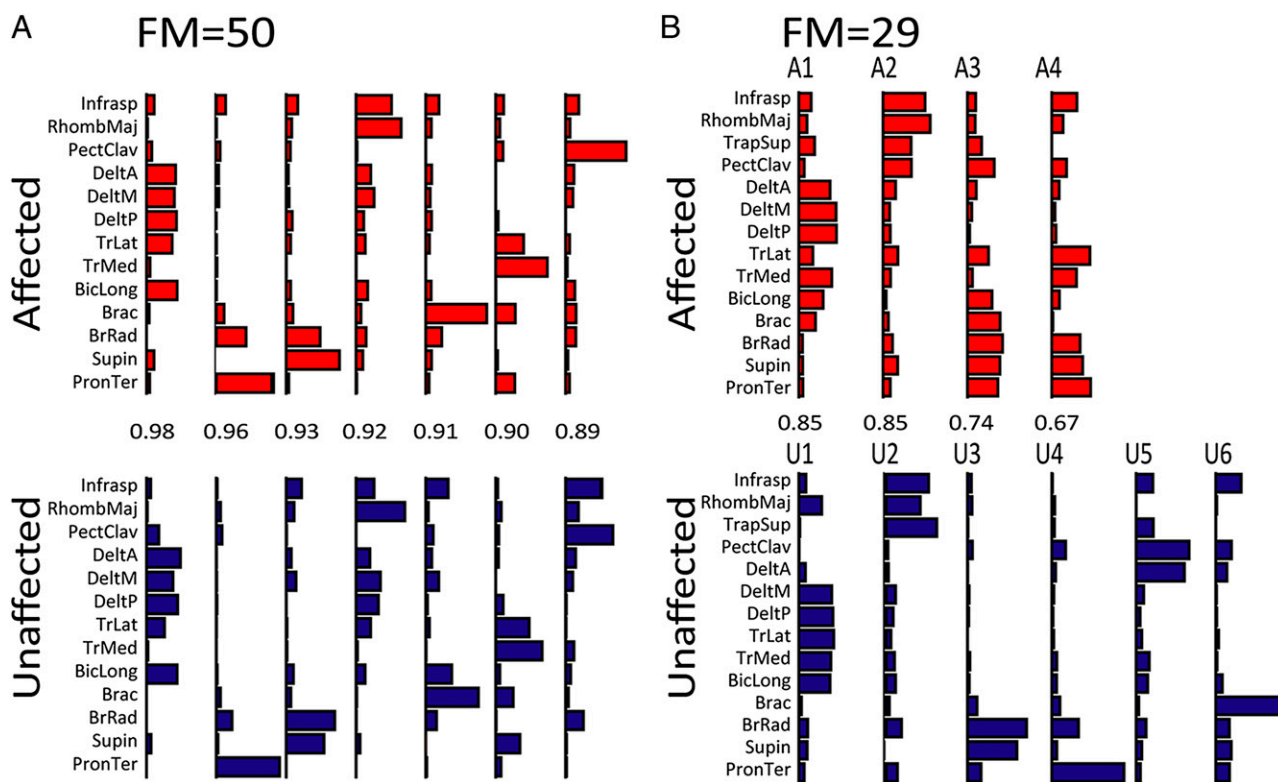 A
FM=50
Affected
Infrasp
RhombMaj
PectClav
DeltA
DeltM
DeltP
TrLat
TrMed
BicLong
Brac
BrRad
Supin
PronTer
0.98 0.96 0.93 0.92 0.91 0.90 0.89
Unaffected
Infrasp
RhombMaj
PectClav
DeltA
DeltM
DeltP
TrLat
TrMed
BicLong
Brac
BrRad
Supin
PronTer
B
FM=29
A1 A2 A3 A4
Affected
Infrasp
RhombMaj
TrapSup
PectClav
DeltA
DeltM
DeltP
TrLat
TrMed
BicLong
Brac
BrRad
Supin
PronTer
0.85 0.85 0.74 0.67
U1 U2 U3 U4 U5 U6
Unaffected
Infrasp
RhombMaj
TrapSup
PectClav
DeltA
DeltM
DeltP
TrLat
TrMed
BicLong
Brac
BrRad
Supin
PronTer